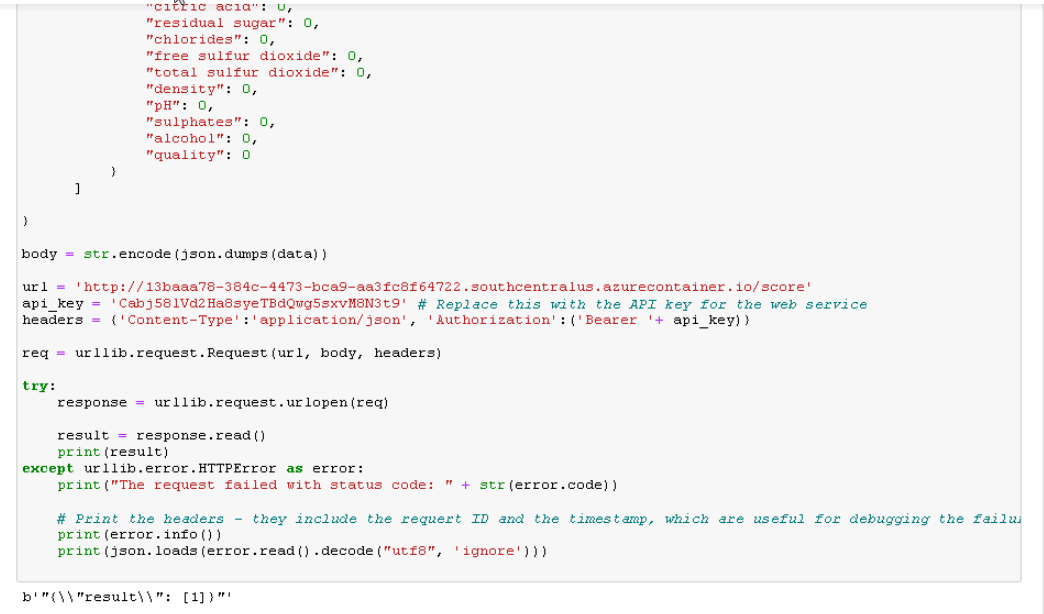 "citric acid": 0,
"residual sugar": 0,
"chlorides": 0,
"free sulfur dioxide": 0,
"total sulfur dioxide": 0,
"density": 0,
"pH": 0,
"sulphates": 0,
"alcohol": 0,
"quality": 0
}
]
}
body = str.encode(json.dumps(data))
url = 'http://13baaa78-384c-4473-bca9-aa3fc8f64722.southcentralus.azurecontainer.io/score'
api_key = 'Cabj581Vd2Ha8syeTBdQwg5sxvM8N3t9' # Replace this with the API key for the web service
headers = {'Content-Type':'application/json', 'Authorization':('Bearer '+ api_key)}
req = urllib.request.Request(url, body, headers)
try:
    response = urllib.request.urlopen(req)
    result = response.read()
    print(result)
except urllib.error.HTTPError as error:
    print("The request failed with status code: " + str(error.code))
    # Print the headers - they include the requert ID and the timestamp, which are useful for debugging the failu
    print(error.info())
    print(json.loads(error.read().decode("utf8", 'ignore')))
b'"{\\"result\\": [1]}"'